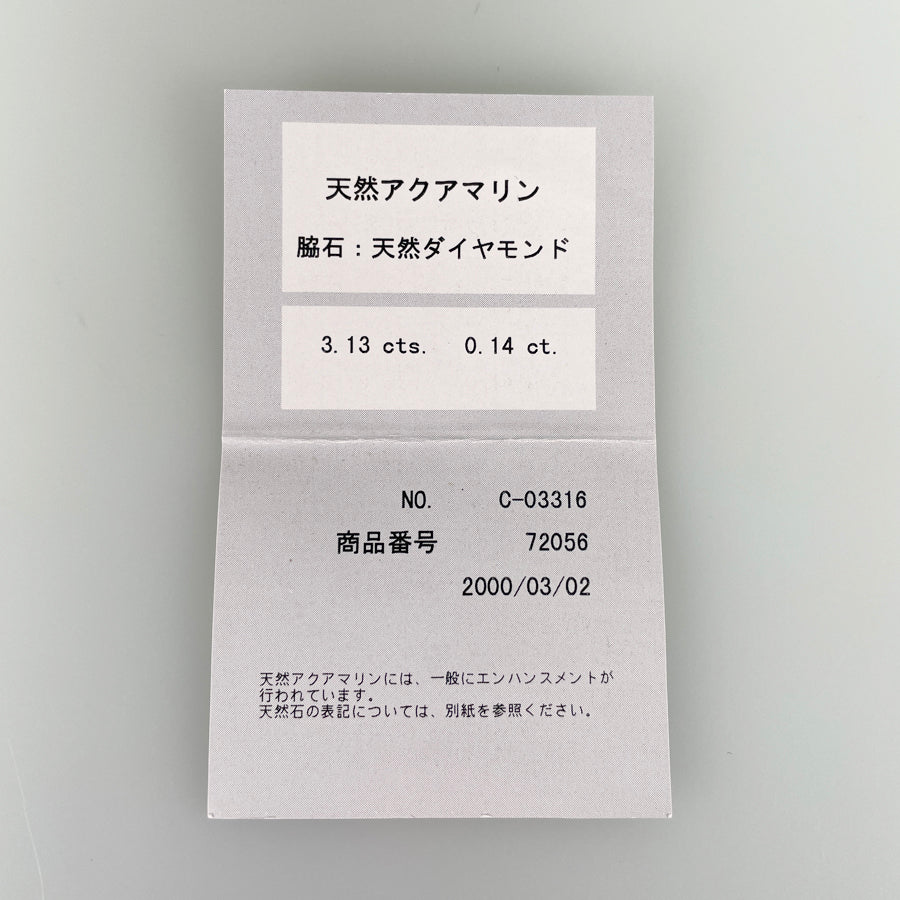 天然アクアマリン
脇石：天然ダイヤモンド
3.13 cts. 0.14 ct.
NO. C-03316
商品番号 72056
2000/03/02
天然アクアマリンには、一般にエンハンスメントが
行われています。
天然石の表記については、別紙を参照ください。